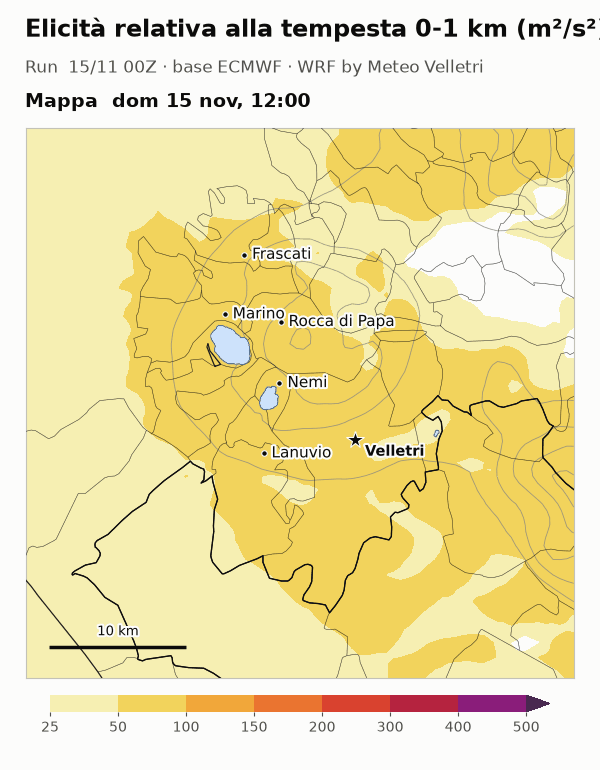 Elicità relativa alla tempesta 0-1 km (m²/s²)
Run 15/11 00Z · base ECMWF · WRF by Meteo Velletri
Mappa dom 15 nov, 12:00
Frascati
Marino
Rocca di Papa
Nemi
Velletri
Lanuvio
10 km
25 50 100 150 200 300 400 500